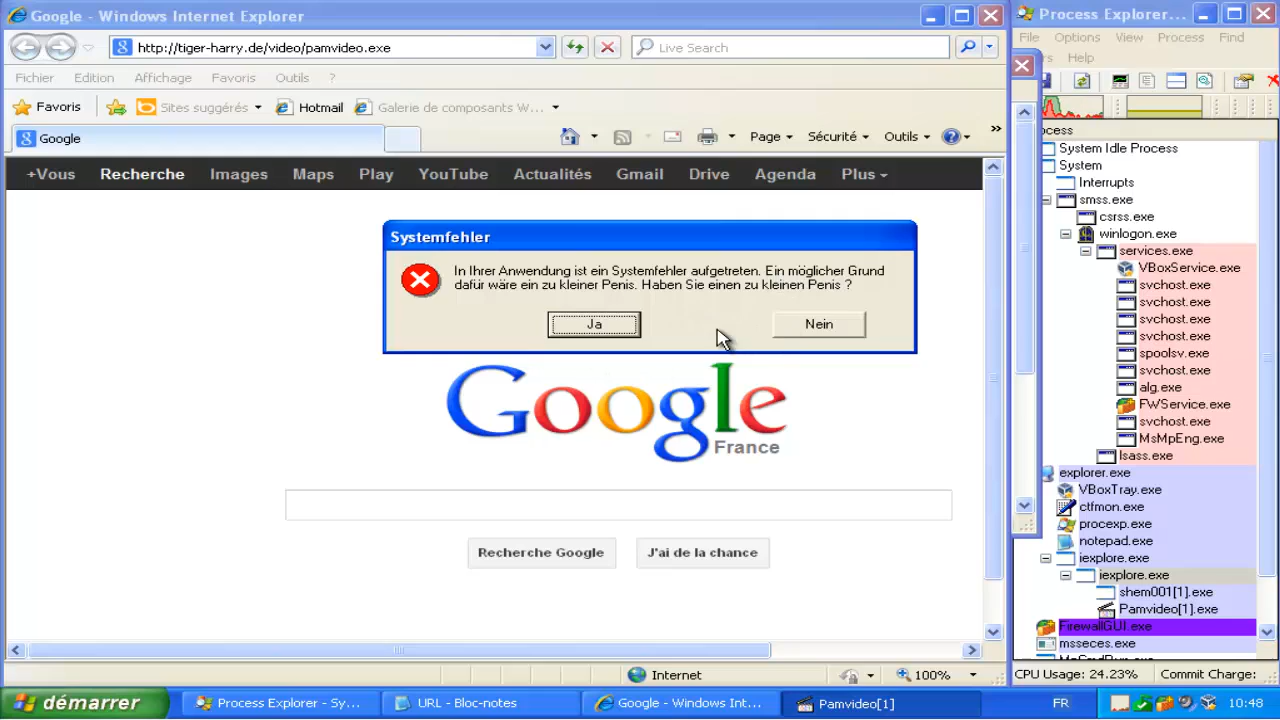 Google - Windows Internet Explorer
http://tiger-harry.de/video/pamvideo.exe
Live Search
Fichier Edition Affichage Favoris Outils ?
Favoris Sites suggérés Hotmail Galerie de composants W...
Google
Page Sécurité Outils »
+Vous Recherche Images Maps Play YouTube Actualités Gmail Drive Agenda Plus
Systemfehler
In Ihrer Anwendung ist ein Systemfehler aufgetreten. Ein möglicher Grund
dafür wäre ein zu kleiner Penis. Haben Sie einen zu kleinen Penis ?
Ja Nein
Google
France
Recherche Google J'ai de la chance
Internet 100%
Process Explorer...
File Options View Process Find
Help
System Idle Process
System
Interrupts
smss.exe
csrss.exe
winlogon.exe
services.exe
VBoxService.exe
svchost.exe
svchost.exe
svchost.exe
svchost.exe
spoolsv.exe
svchost.exe
alg.exe
FWService.exe
svchost.exe
MsMpEng.exe
lsass.exe
explorer.exe
VBoxTray.exe
ctfmon.exe
procexp.exe
notepad.exe
iexplore.exe
iexplore.exe
shem001[1].exe
Pamvideo[1].exe
FirewallGUI.exe
msseces.exe
CPU Usage: 24.23% Commit Charge:
démarrer Process Explorer - Sy... URL - Bloc-notes Google - Windows Int... Pamvideo[1] FR 10:48